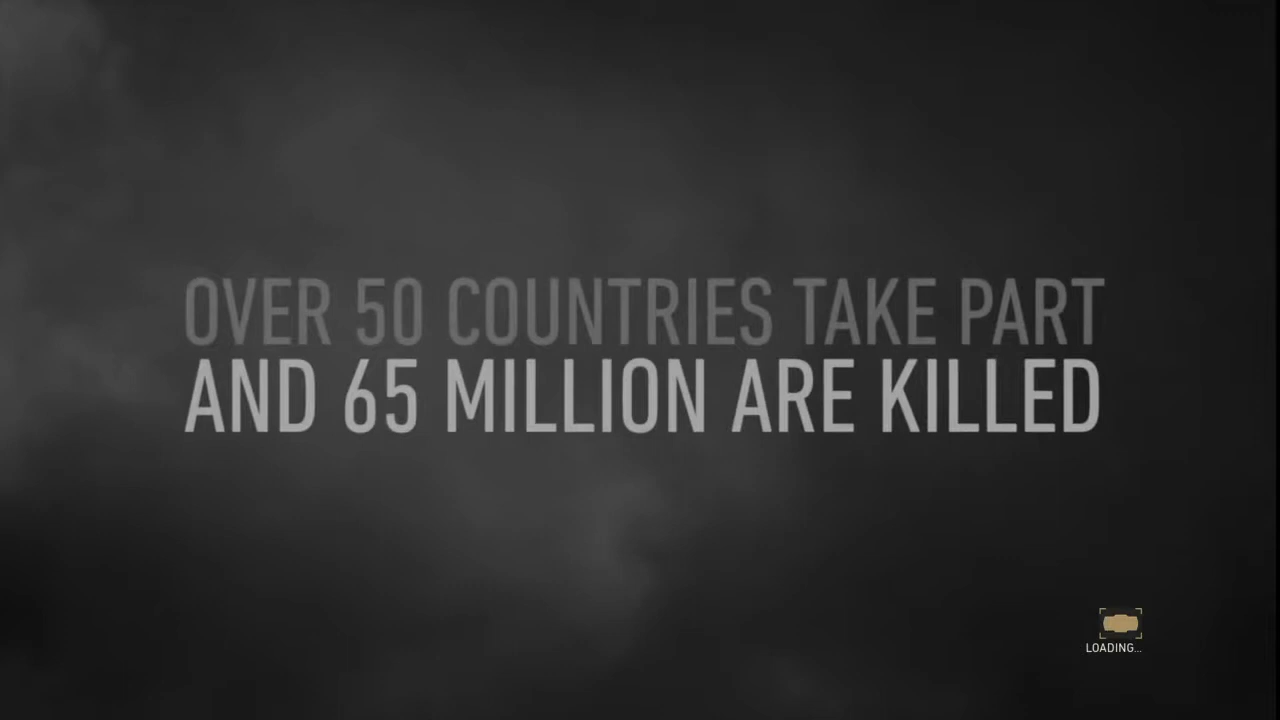 OVER 50 COUNTRIES TAKE PART
AND 65 MILLION ARE KILLED
LOADING...